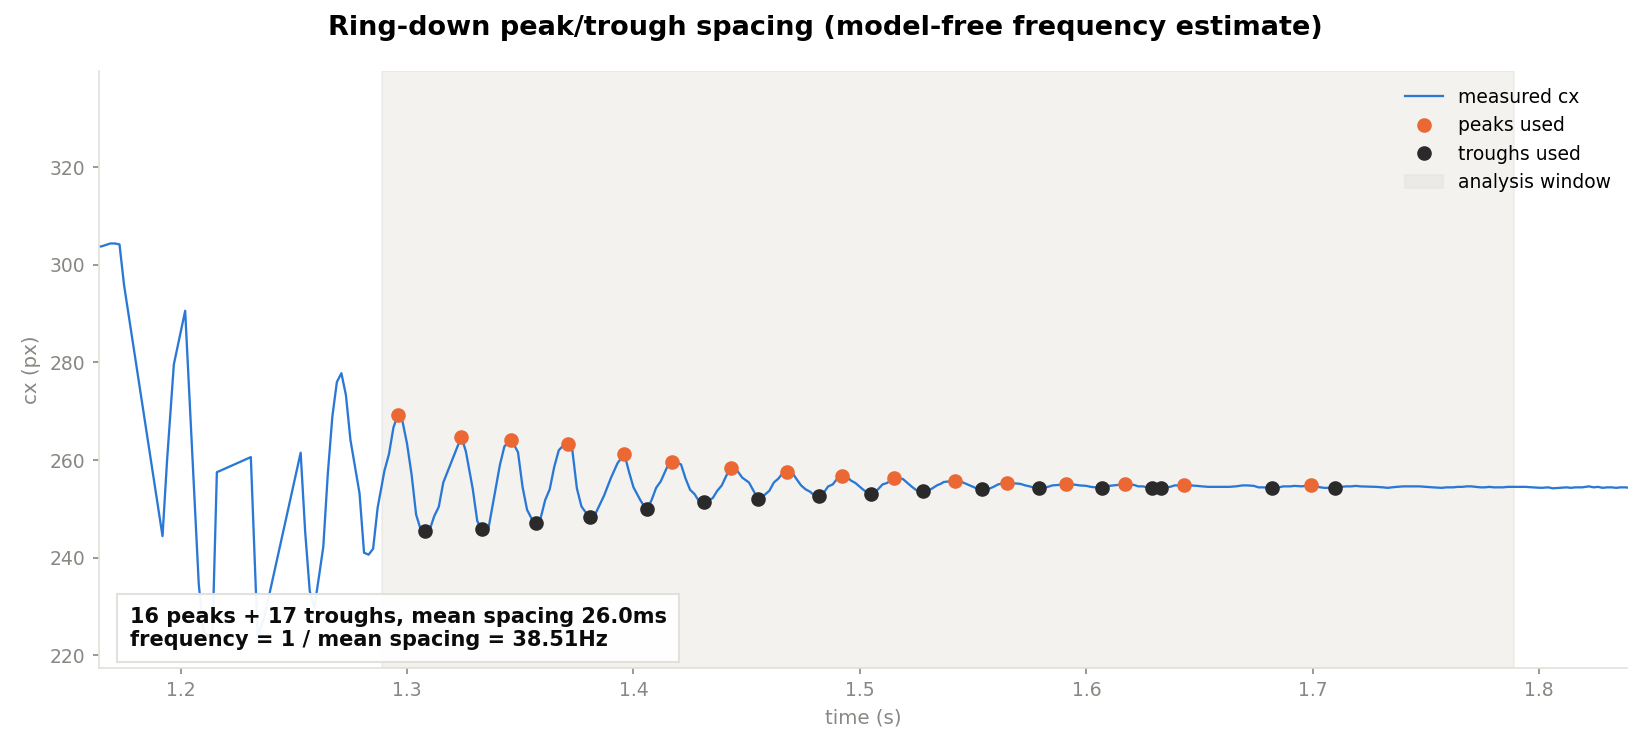 Ring-down peak/trough spacing (model-free frequency estimate)
measured cx
peaks used
troughs used
analysis window
320
300
280
260
240
220
cx (px)
16 peaks + 17 troughs, mean spacing 26.0ms
frequency = 1 / mean spacing = 38.51Hz
1.2 1.3 1.4 1.5 1.6 1.7 1.8
time (s)